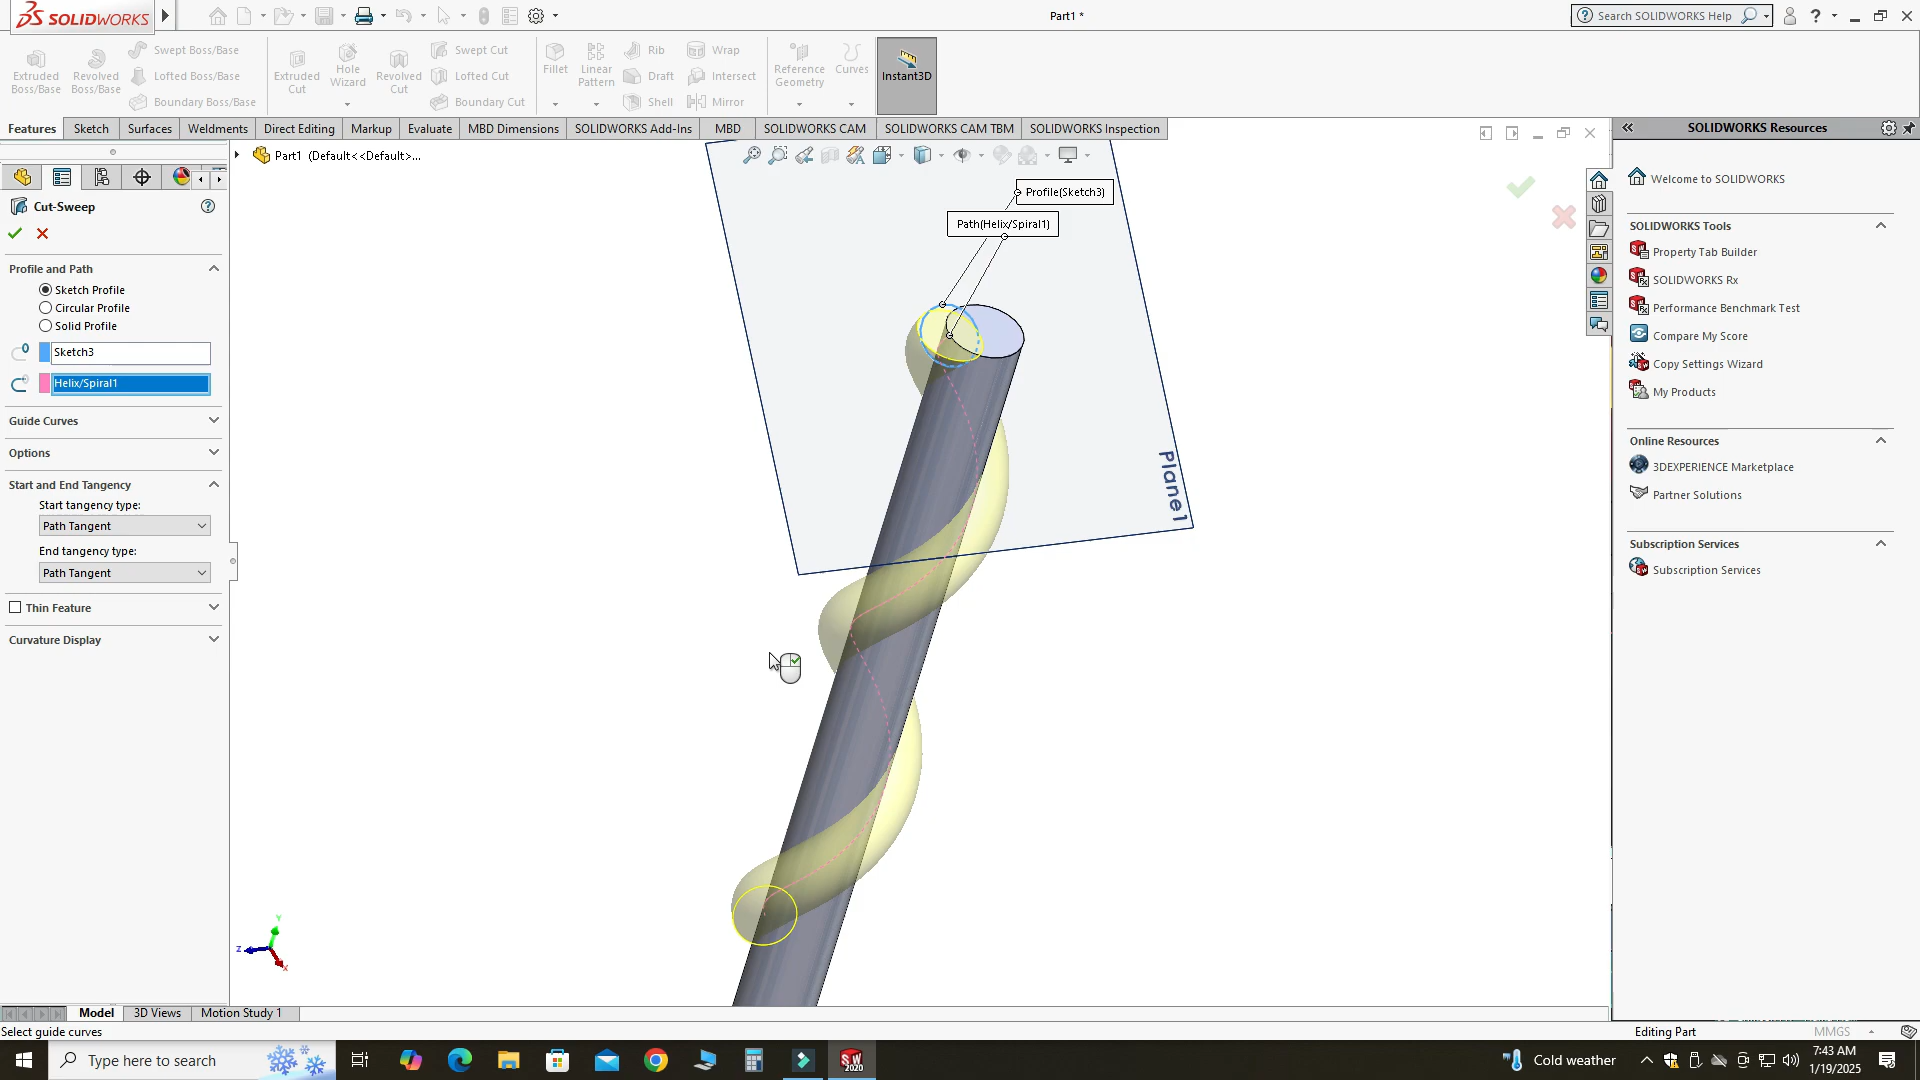 SOLIDWORKS
Part1 *
Search SOLIDWORKS Help
Extruded Boss/Base
Revolved Boss/Base
Swept Boss/Base
Lofted Boss/Base
Boundary Boss/Base
Extruded Cut
Hole Wizard
Revolved Cut
Swept Cut
Lofted Cut
Boundary Cut
Fillet
Linear Pattern
Rib
Draft
Shell
Wrap
Intersect
Mirror
Reference Geometry
Curves
Instant3D
Features
Sketch
Surfaces
Weldments
Direct Editing
Markup
Evaluate
MBD Dimensions
SOLIDWORKS Add-Ins
MBD
SOLIDWORKS CAM
SOLIDWORKS CAM TBM
SOLIDWORKS Inspection
Part1 (Default<<Default>...
Cut-Sweep
Profile and Path
Sketch Profile
Circular Profile
Solid Profile
Sketch3
Helix/Spiral1
Guide Curves
Options
Start and End Tangency
Start tangency type:
Path Tangent
End tangency type:
Path Tangent
Thin Feature
Curvature Display
Profile(Sketch3)
Path(Helix/Spiral1)
Plane1
Y
Z
X
SOLIDWORKS Resources
Welcome to SOLIDWORKS
SOLIDWORKS Tools
Property Tab Builder
SOLIDWORKS Rx
Performance Benchmark Test
Compare My Score
Copy Settings Wizard
My Products
Online Resources
3DEXPERIENCE Marketplace
Partner Solutions
Subscription Services
Subscription Services
Model
3D Views
Motion Study 1
Select guide curves
Editing Part
MMGS
Type here to search
SW
2020
Cold weather
7:43 AM
1/19/2025